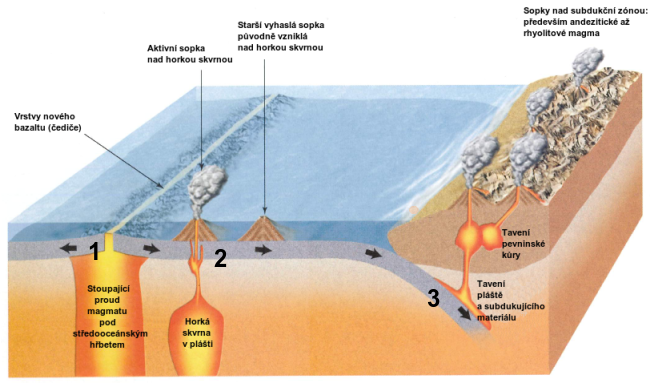 Sopky nad subdukční zónou:
především andezitické až
rhyolitové magma
Starší vyhaslá sopka
původně vzniklá
nad horkou skvrnou
Aktivní sopka
nad horkou skvrnou
Vrstvy nového
bazaltu (čediče)
1
2
3
Stoupající
proud
magmatu
pod
středooceánským
hřbetem
Horká
skvrna
v plášti
Tavení
pevninské
kůry
Tavení
pláště
a subdukujícího
materiálu